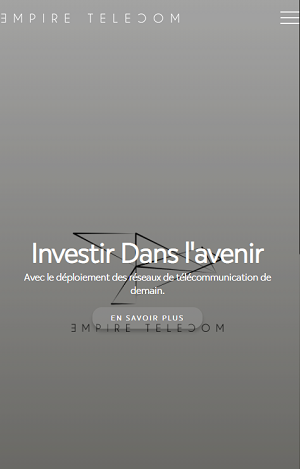 ƎMPIRE TELECOM
Investir Dans l'avenir
Avec le déploiement des réseaux de télécommunication de
demain.
EN SAVOIR PLUS
ƎMPIRE TELECOM